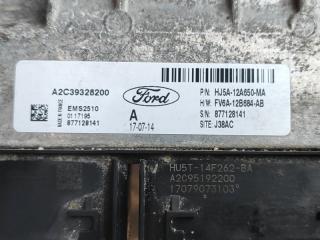 A2C39328200
MADE IN FRANCE
EMS2510
0117195
877128141
Ford
A
17-07-14
P/N: HJ5A-12A650-MA
H/W: FV6A-12B684-AB
S/N: 877128141
SITE: J38AC
HU5T-14F262-BA
A2C95192200
17079073103